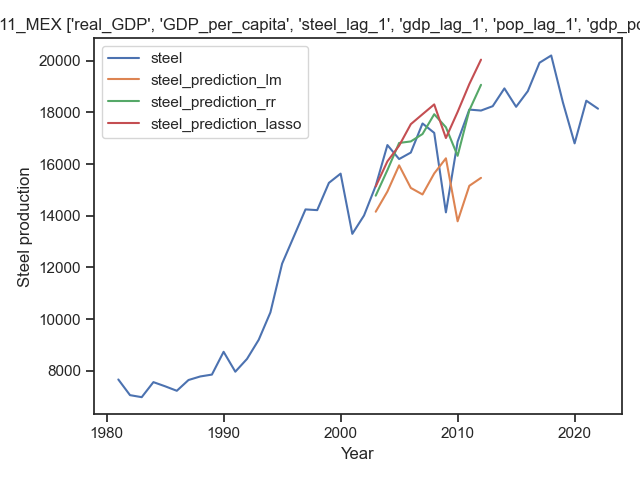 11_MEX ['real_GDP', 'GDP_per_capita', 'steel_lag_1', 'gdp_lag_1', 'pop_lag_1', 'gdp_po
steel
steel_prediction_lm
steel_prediction_rr
steel_prediction_lasso
Steel production
20000
18000
16000
14000
12000
10000
8000
1980 1990 2000 2010 2020
Year